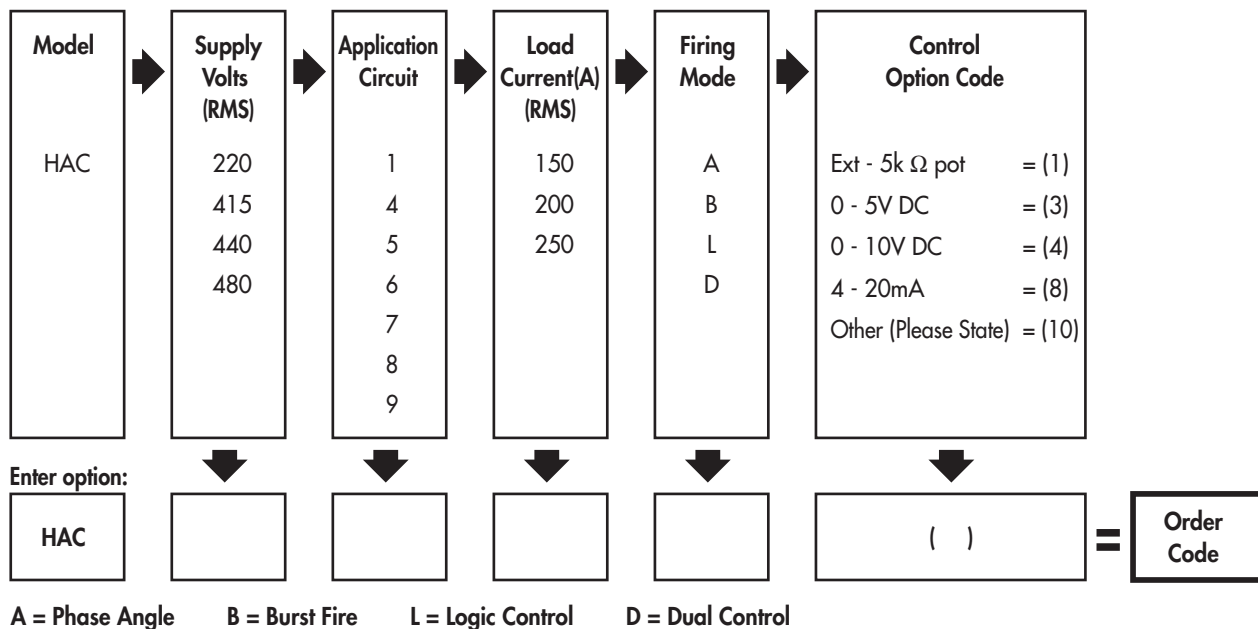 Model
Supply
Volts
(RMS)
Application
Circuit
Load
Current(A)
(RMS)
Firing
Mode
Control
Option Code
HAC
220
415
440
480
1
4
5
6
7
8
9
150
200
250
A
B
L
D
Ext - 5k Ω pot = (1)
0 - 5V DC = (3)
0 - 10V DC = (4)
4 - 20mA = (8)
Other (Please State) = (10)
Enter option:
HAC
( )
=
Order
Code
A = Phase Angle B = Burst Fire L = Logic Control D = Dual Control